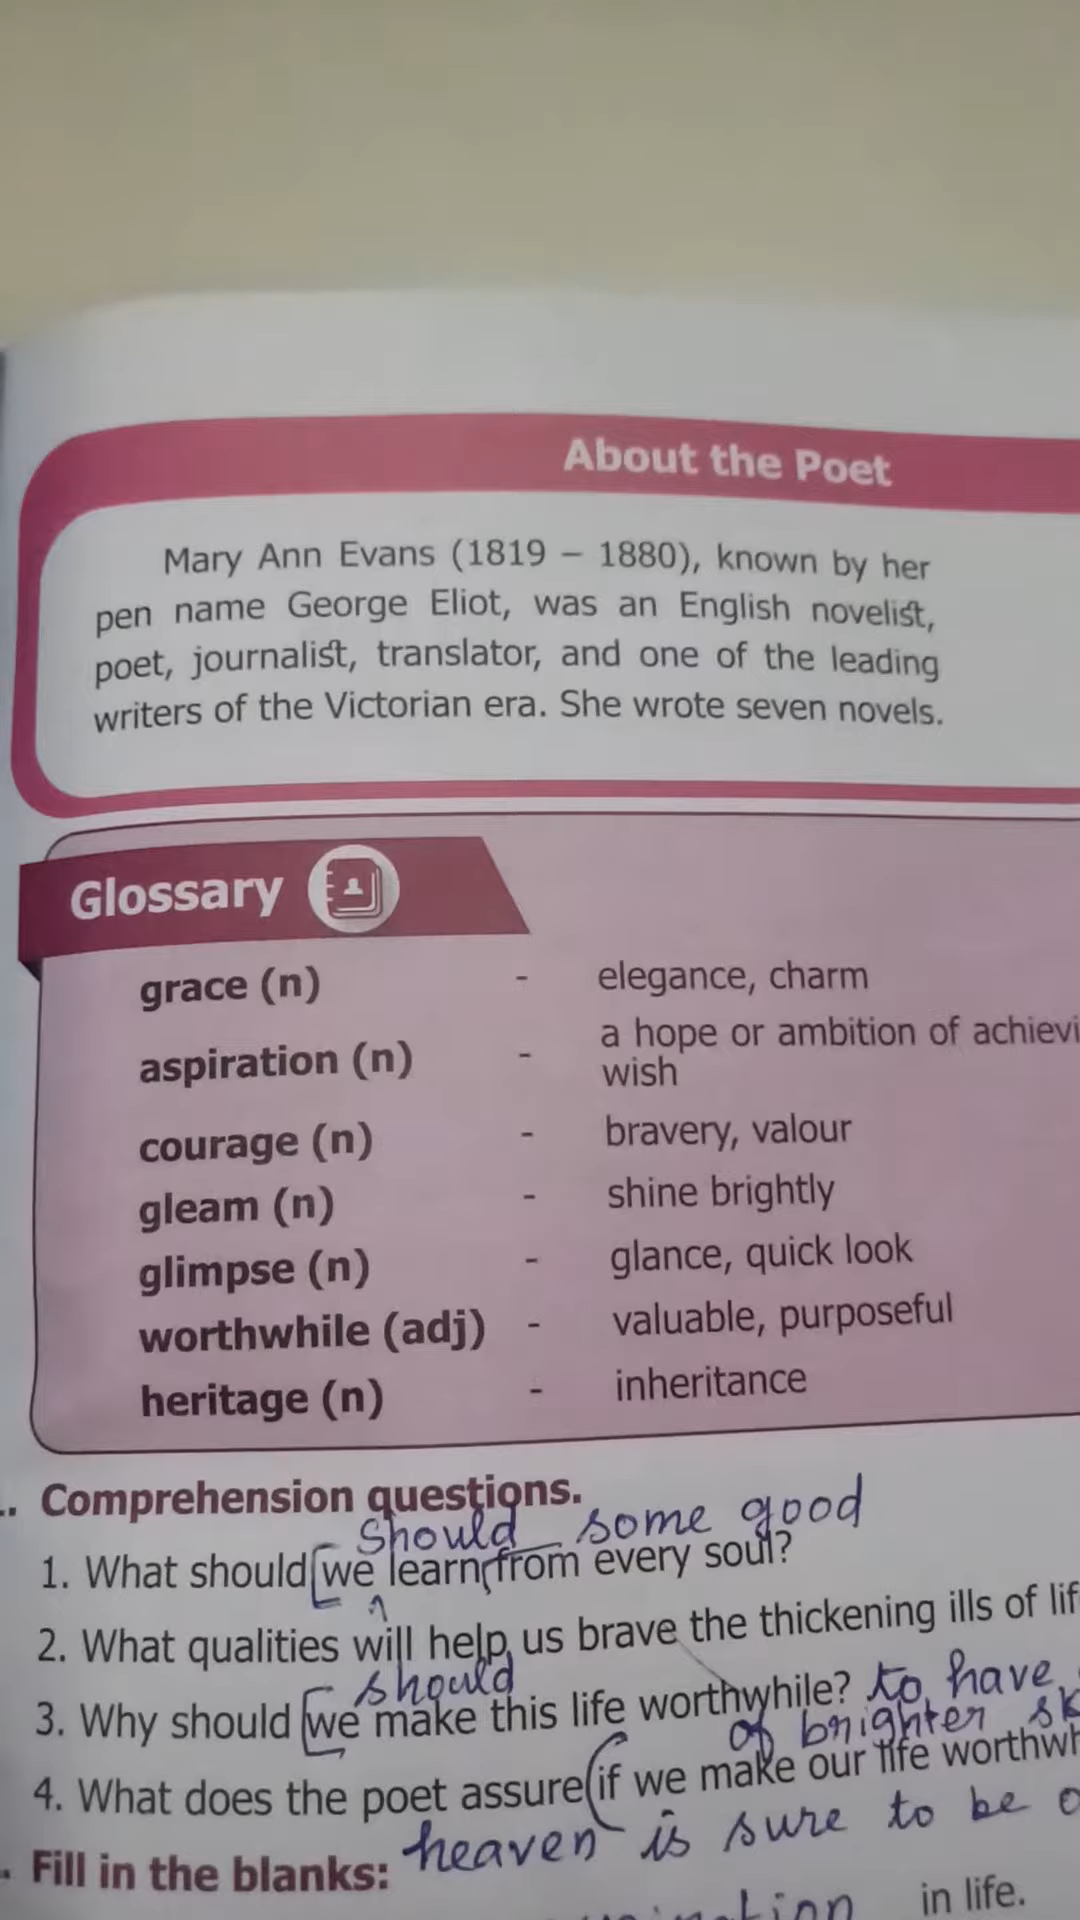 About the Poet
Mary Ann Evans (1819 – 1880), known by her
pen name George Eliot, was an English novelist,
poet, journalist, translator, and one of the leading
writers of the Victorian era. She wrote seven novels.
Glossary
grace (n) - elegance, charm
aspiration (n) - a hope or ambition of achievi
wish
courage (n) - bravery, valour
gleam (n) - shine brightly
glimpse (n) - glance, quick look
worthwhile (adj) - valuable, purposeful
heritage (n) - inheritance
Comprehension questions.
should some good
1. What should we learn from every soul?
2. What qualities will help us brave the thickening ills of lif
should
3. Why should we make this life worthwhile? to have
of brighter
4. What does the poet assure if we make our life worthwh
heaven is sure to be
Fill in the blanks:
in life.